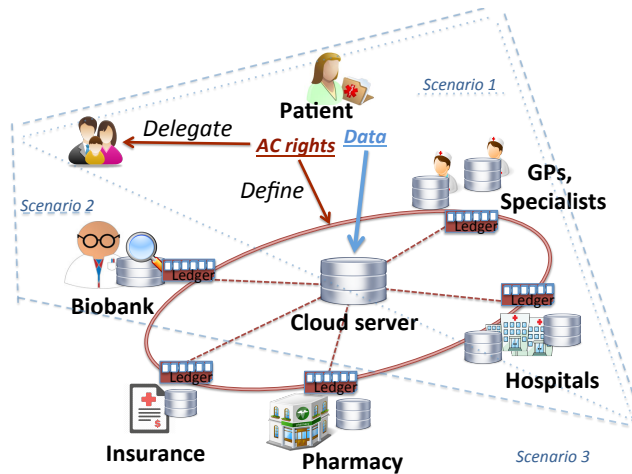 Scenario 1
Patient
Delegate
AC rights
Data
GPs,
Specialists
Define
Scenario 2
Ledger
Ledger
Biobank
Ledger
Cloud server
Ledger
Ledger
Hospitals
Insurance
Pharmacy
Scenario 3